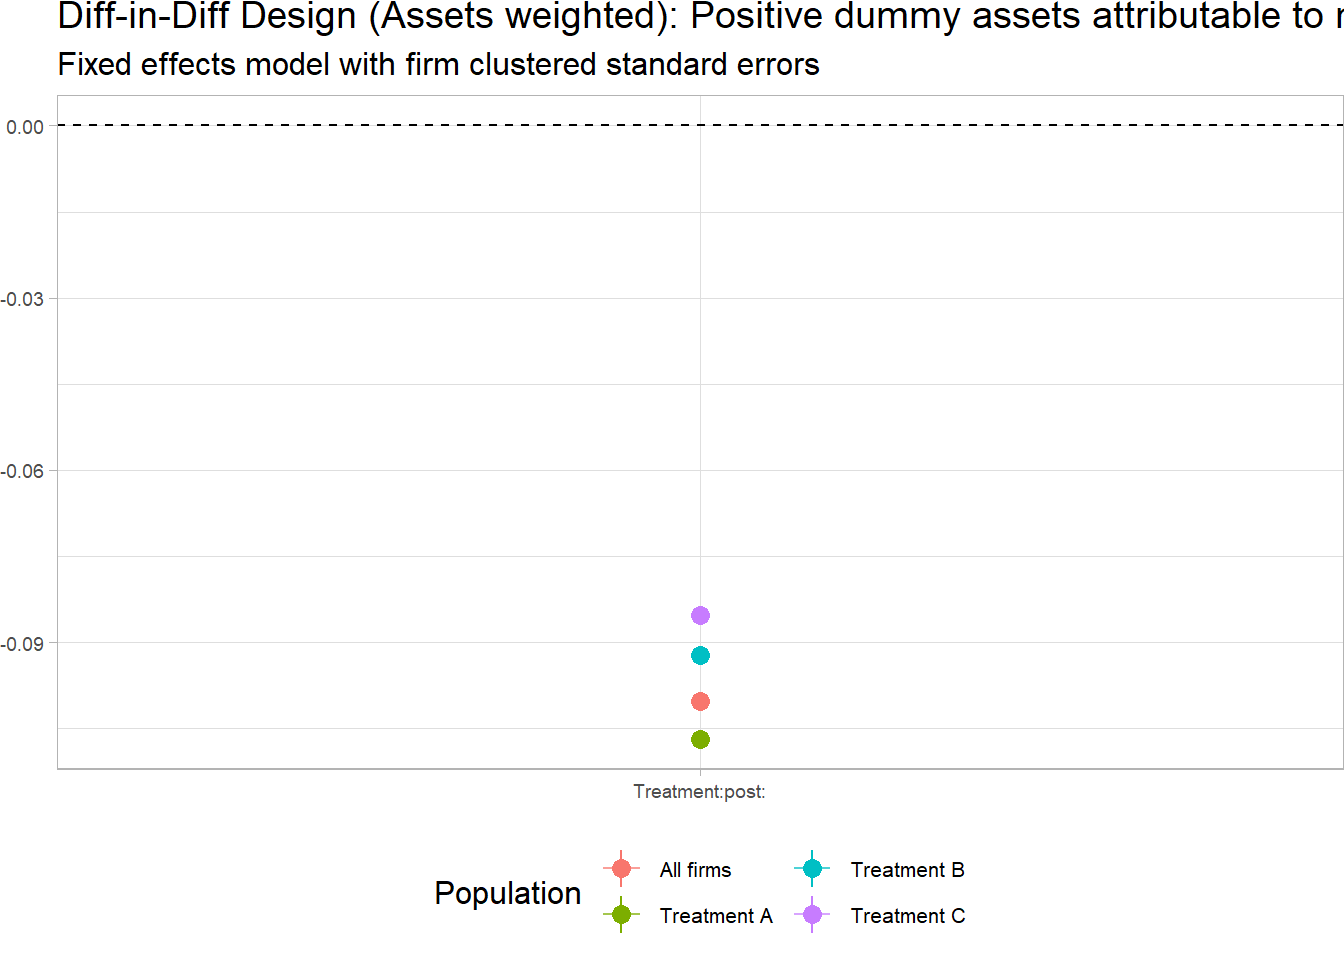 Diff-in-Diff Design (Assets weighted): Positive dummy assets attributable to
Fixed effects model with firm clustered standard errors
0.00
-0.03
-0.06
-0.09
Treatment:post:
Population
All firms
Treatment B
Treatment A
Treatment C